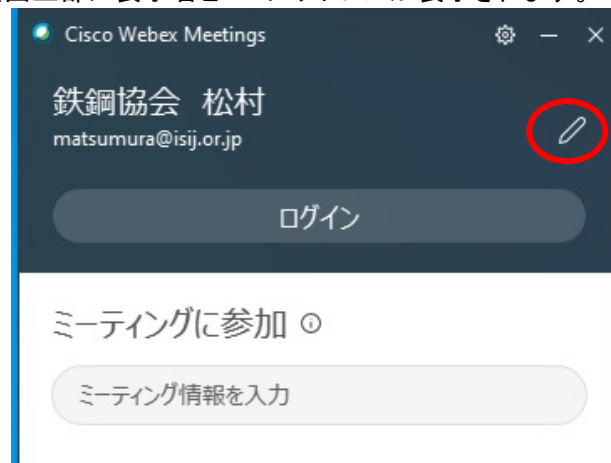 Cisco Webex Meetings
鉄鋼協会 松村
matsumura@isij.or.jp
ログイン
ミーティングに参加
ミーティング情報を入力